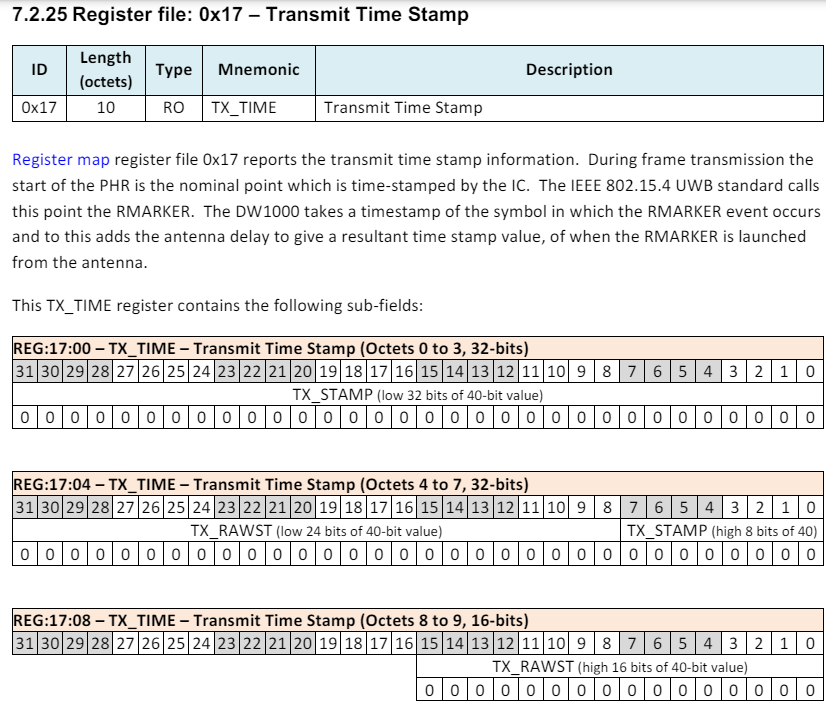 7.2.25 Register file: 0x17 – Transmit Time Stamp
ID Length (octets) Type Mnemonic Description
0x17 10 RO TX_TIME Transmit Time Stamp
Register map register file 0x17 reports the transmit time stamp information. During frame transmission the
start of the PHR is the nominal point which is time-stamped by the IC. The IEEE 802.15.4 UWB standard calls
this point the RMARKER. The DW1000 takes a timestamp of the symbol in which the RMARKER event occurs
and to this adds the antenna delay to give a resultant time stamp value, of when the RMARKER is launched
from the antenna.
This TX_TIME register contains the following sub-fields:
REG:17:00 – TX_TIME – Transmit Time Stamp (Octets 0 to 3, 32-bits)
31 30 29 28 27 26 25 24 23 22 21 20 19 18 17 16 15 14 13 12 11 10 9 8 7 6 5 4 3 2 1 0
TX_STAMP (low 32 bits of 40-bit value)
0 0 0 0 0 0 0 0 0 0 0 0 0 0 0 0 0 0 0 0 0 0 0 0 0 0 0 0 0 0 0 0
REG:17:04 – TX_TIME – Transmit Time Stamp (Octets 4 to 7, 32-bits)
31 30 29 28 27 26 25 24 23 22 21 20 19 18 17 16 15 14 13 12 11 10 9 8 7 6 5 4 3 2 1 0
TX_RAWST (low 24 bits of 40-bit value) TX_STAMP (high 8 bits of 40)
0 0 0 0 0 0 0 0 0 0 0 0 0 0 0 0 0 0 0 0 0 0 0 0 0 0 0 0 0 0 0 0
REG:17:08 – TX_TIME – Transmit Time Stamp (Octets 8 to 9, 16-bits)
31 30 29 28 27 26 25 24 23 22 21 20 19 18 17 16 15 14 13 12 11 10 9 8 7 6 5 4 3 2 1 0
TX_RAWST (high 16 bits of 40-bit value)
0 0 0 0 0 0 0 0 0 0 0 0 0 0 0 0